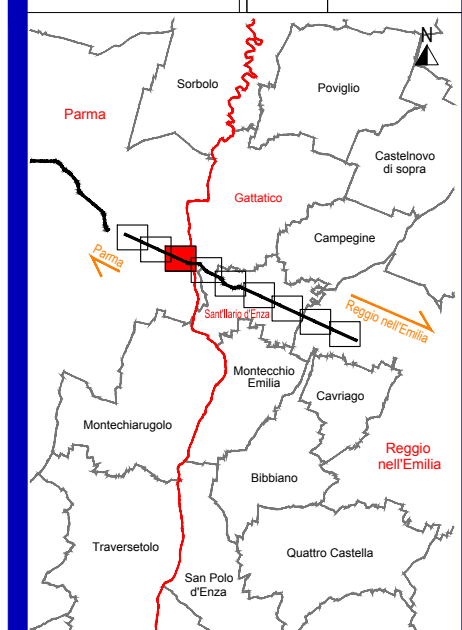 N
Sorbolo
Poviglio
Parma
Castelnovo
di sopra
Gattatico
Campegine
Parma
Sant'Ilario d'Enza
Reggio nell'Emilia
Montecchio
Emilia
Cavriago
Montechiarugolo
Reggio
nell'Emilia
Bibbiano
Traversetolo
Quattro Castella
San Polo
d'Enza